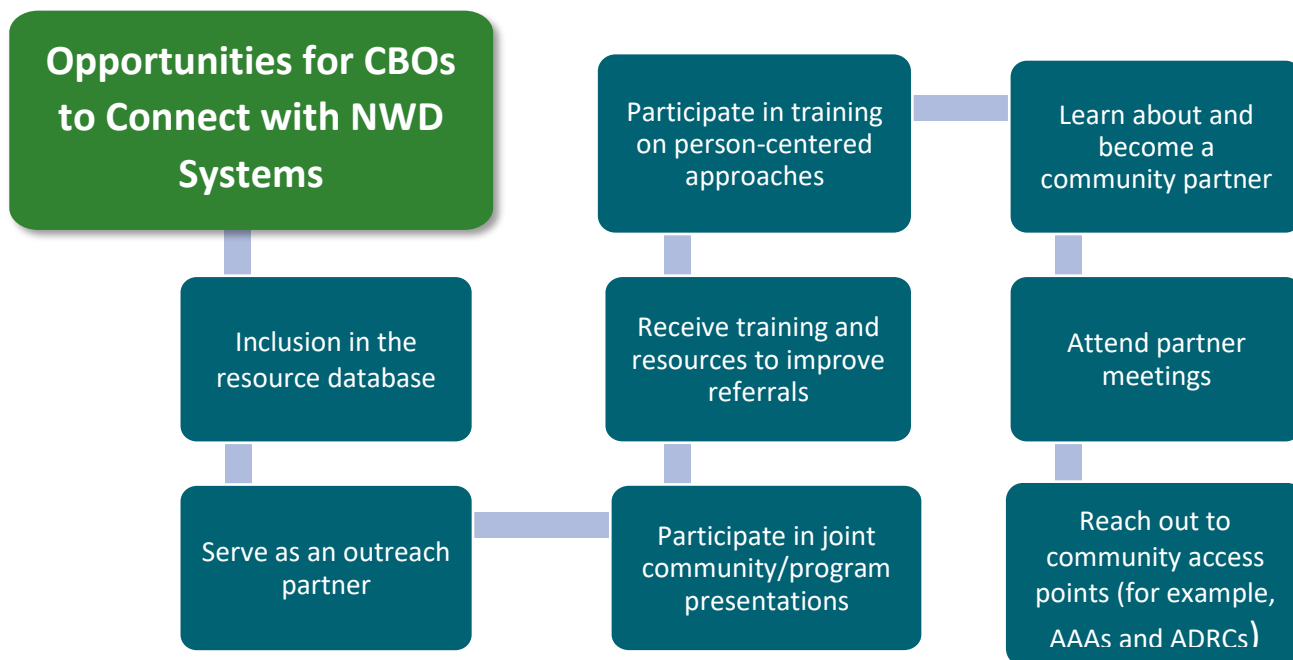 Opportunities for CBOs
to Connect with NWD
Systems
Inclusion in the
resource database
Serve as an outreach
partner
Participate in joint
community/program
presentations
Receive training and
resources to improve
referrals
Participate in training
on person-centered
approaches
Learn about and
become a
community partner
Attend partner
meetings
Reach out to
community access
points (for example,
AAAs and ADRCs)